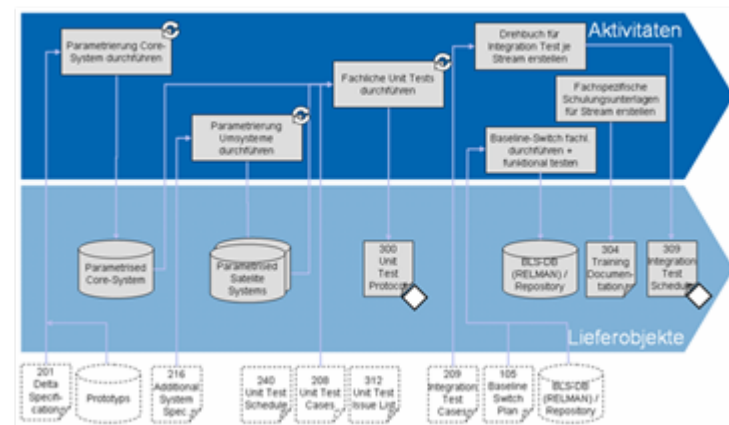 Aktivitäten
Parametrierung Core-
System durchführen
Drehbuch für
Integration Test je
Stream erstellen
Fachliche Unit Tests
durchführen
Fachspezifische
Schulungsunterlagen
für Stream erstellen
Parametrierung
Umsysteme
durchführen
Baseline-Switch fachl.
durchführen +
funktional testen
Parametrised
Core-System
Parametrised
Satelite
Systems
300
Unit
Test
Protocols
BLS-DB
(RELMAN) /
Repository
304
Training
Documen-
tation
309
Integration
Test
Schedule
Lieferobjekte
201
Delta
Specifi-
cation
Prototyps
216
Additional
System
Spec
240
Unit Test
Schedule
208
Unit Test
Cases
312
Unit Test
Issue List
209
Integration
Test
Cases
105
Baseline
Switch
Plan
BLS-DB
(RELMAN) /
Repository